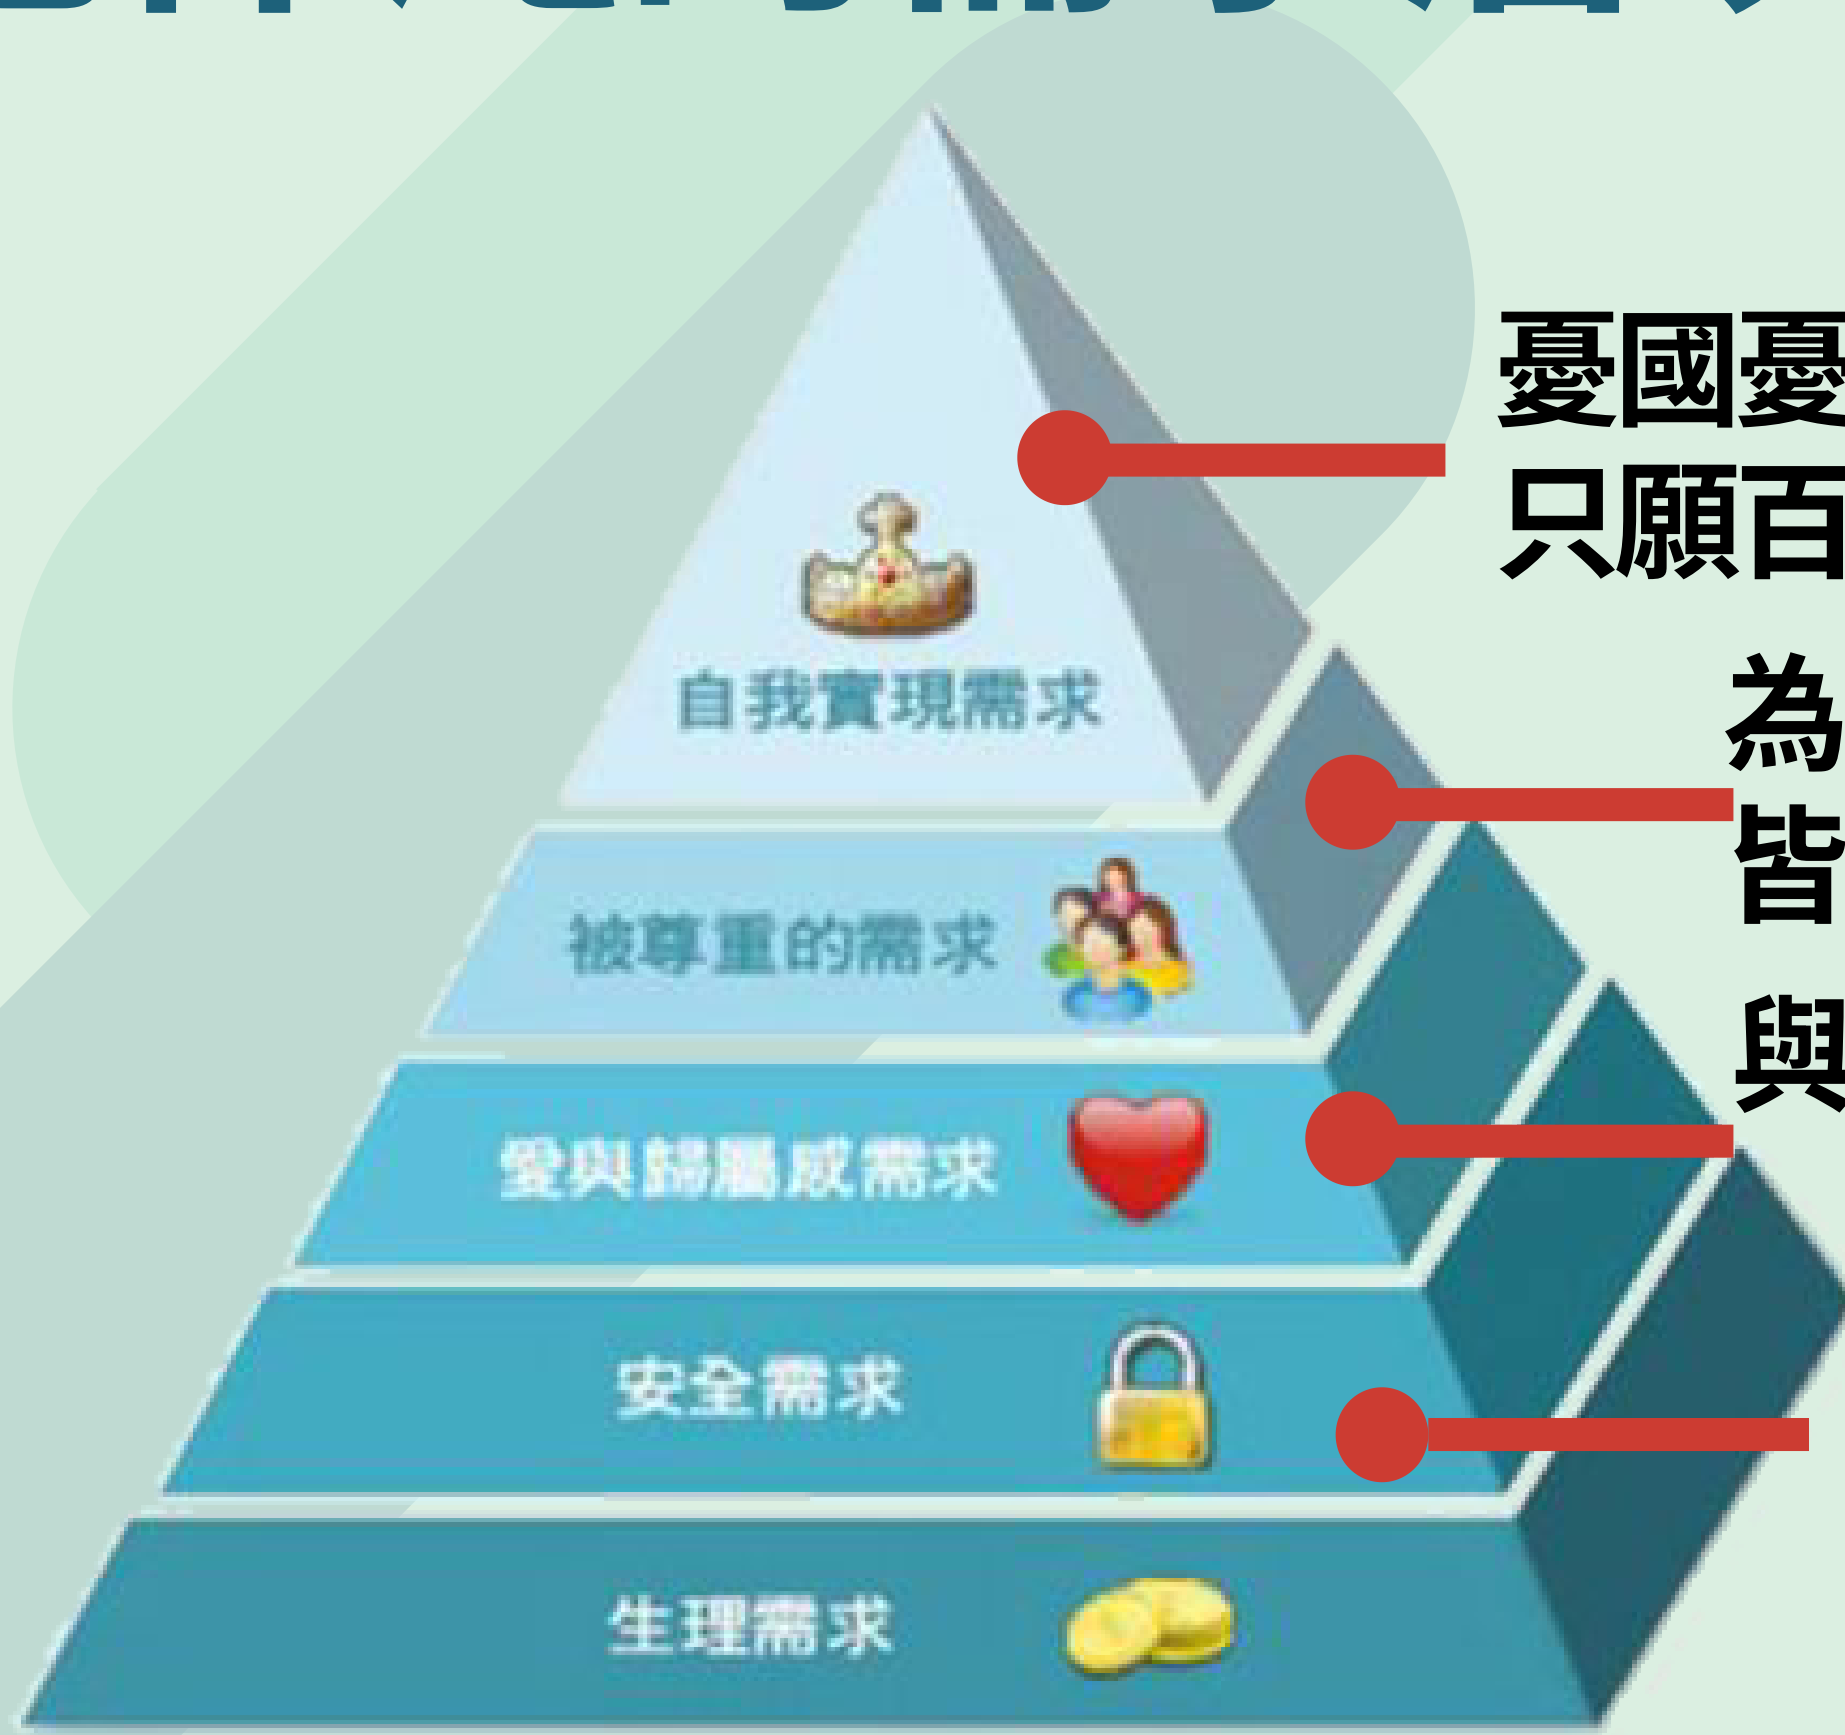 憂國憂
只願百
自我實現需求
為
皆
被尊重的需求
與
愛與歸屬感需求
安全需求
生理需求